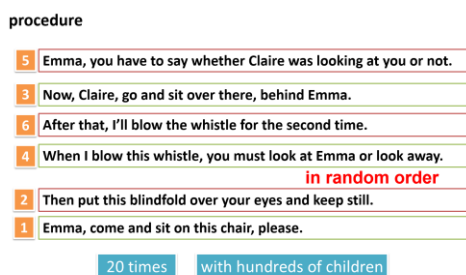 procedure
5 Emma, you have to say whether Claire was looking at you or not.
3 Now, Claire, go and sit over there, behind Emma.
6 After that, I'll blow the whistle for the second time.
4 When I blow this whistle, you must look at Emma or look away.
in random order
2 Then put this blindfold over your eyes and keep still.
1 Emma, come and sit on this chair, please.
20 times with hundreds of children